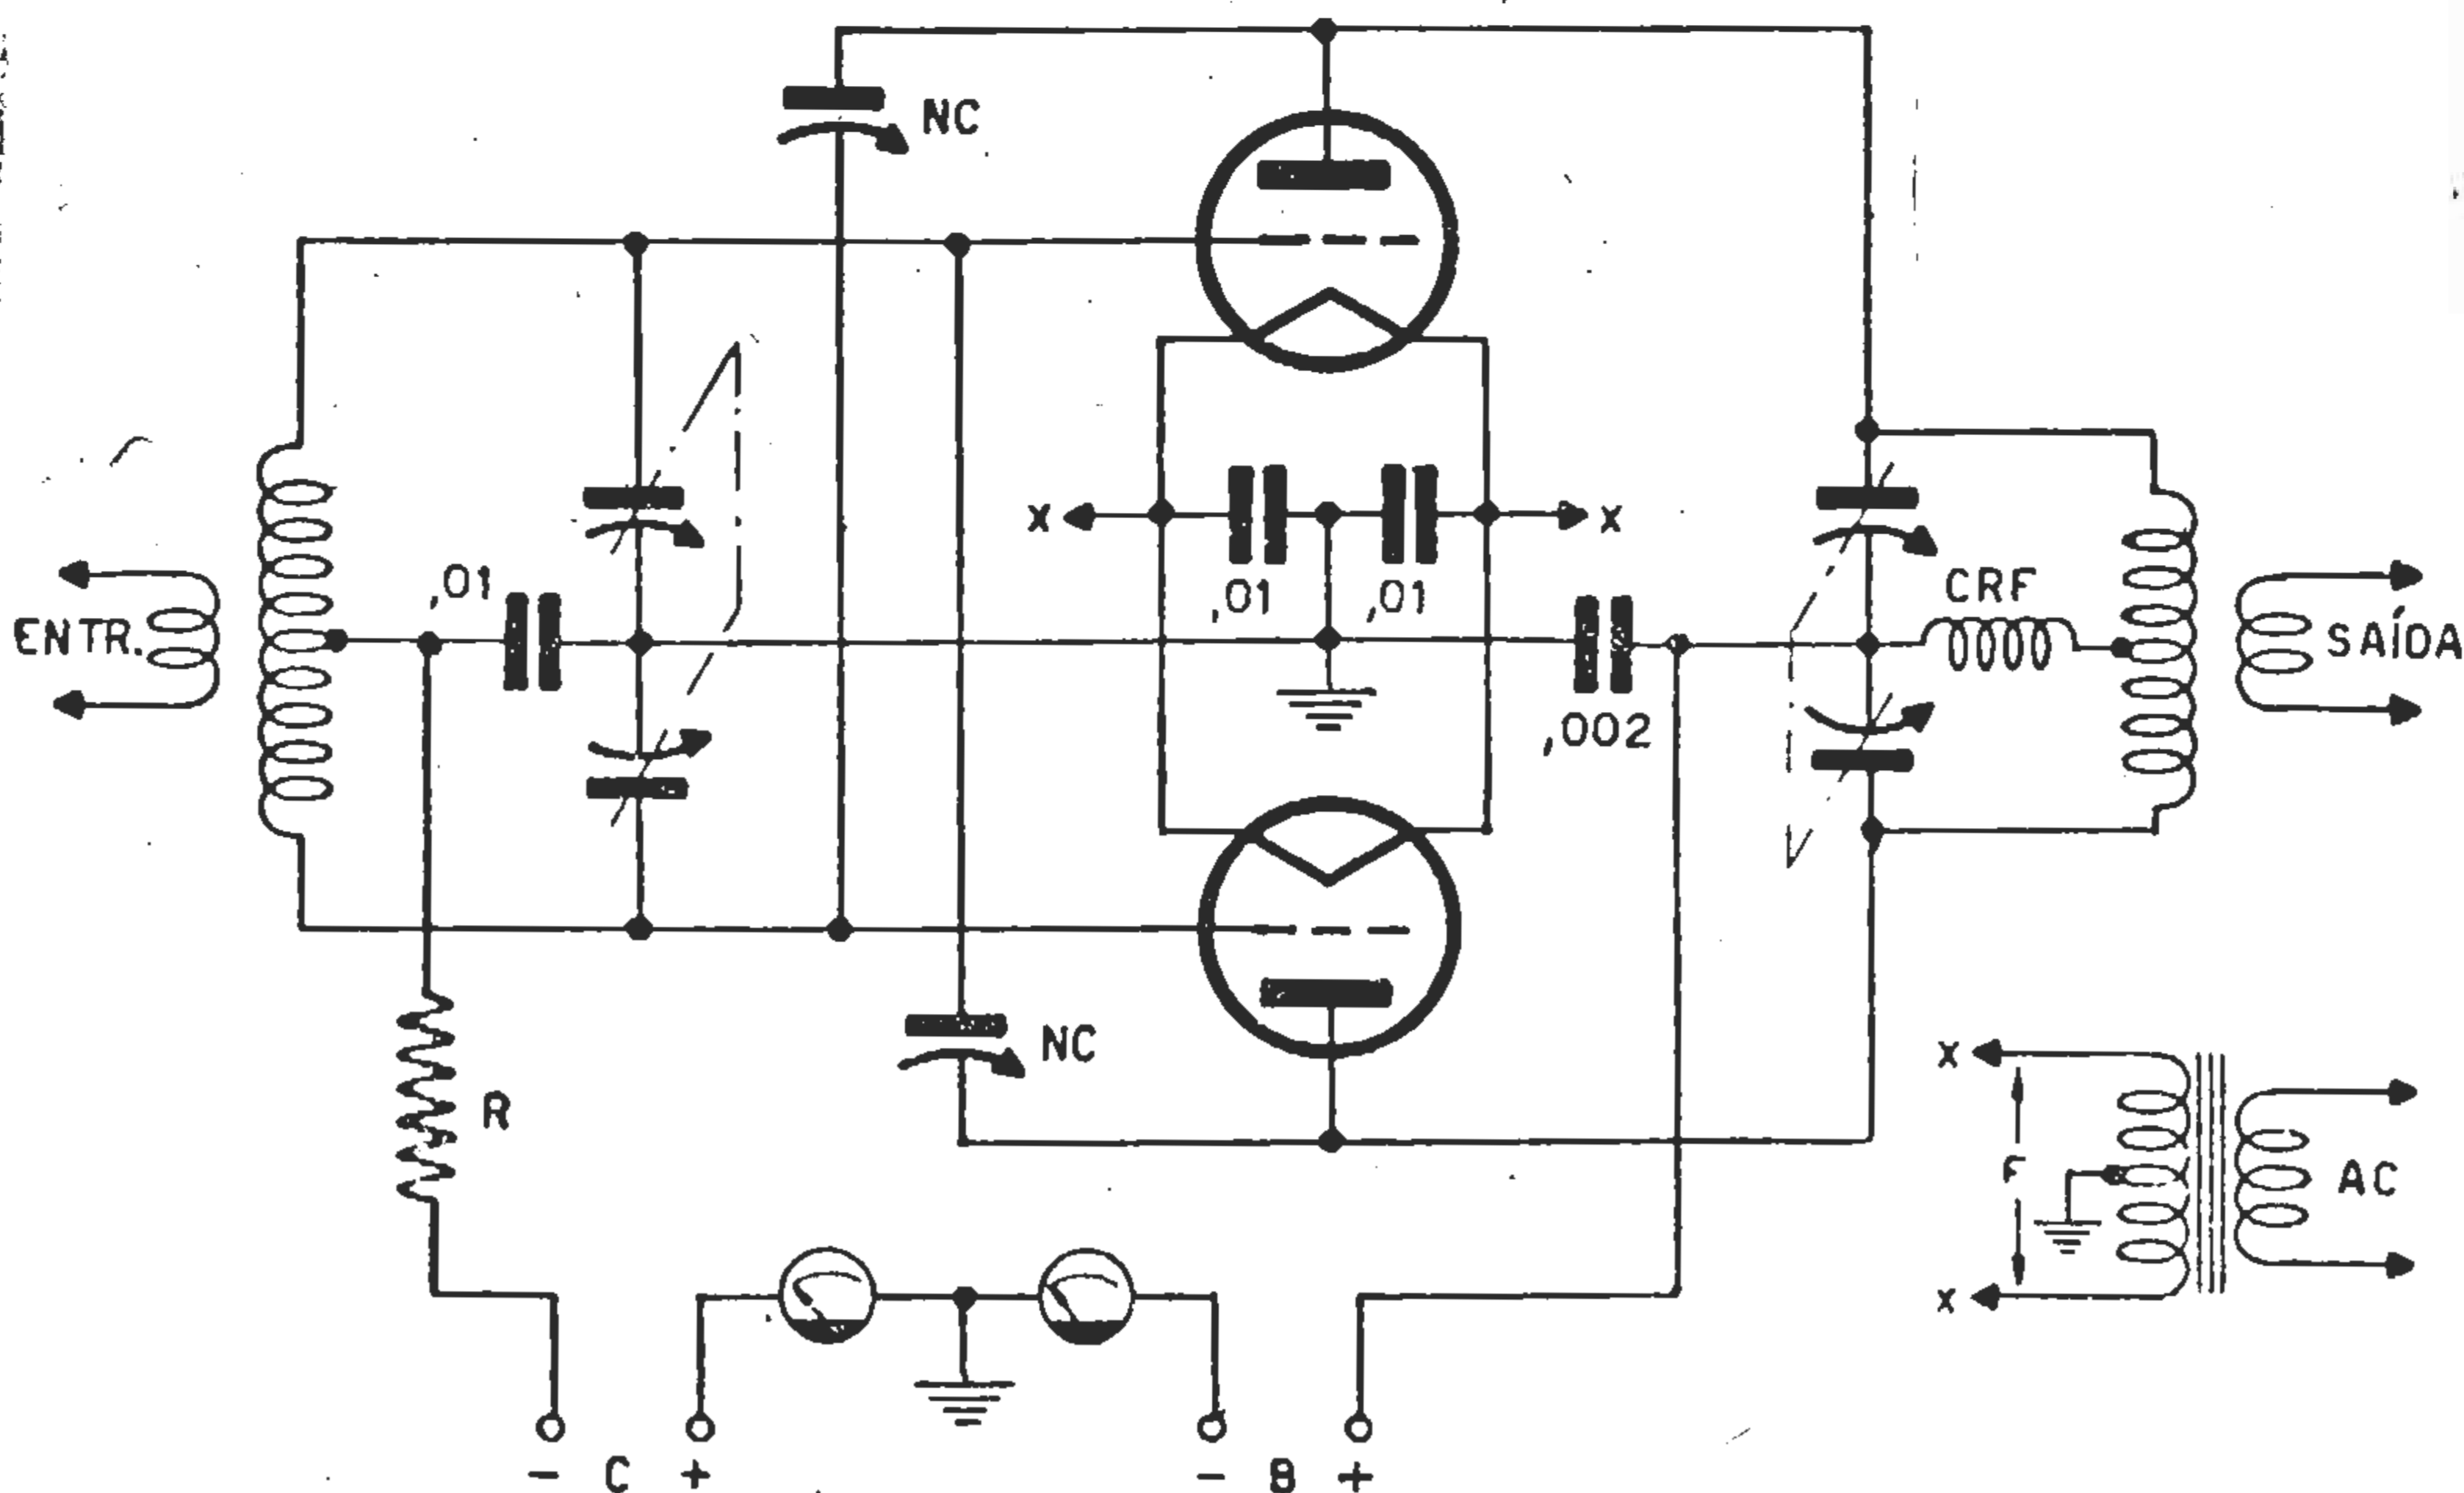 NC
X
X
,01
CRF
,01
,01
ENTR.
SAÍDA
,002
NC
X
R
F
AC
X
- C +
- B +